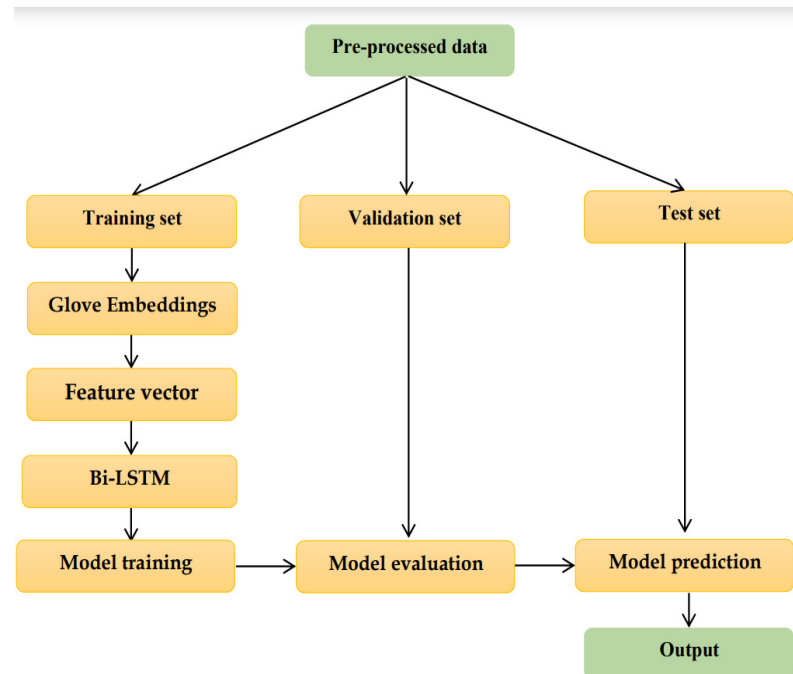 Pre-processed data
Training set
Validation set
Test set
Glove Embeddings
Feature vector
Bi-LSTM
Model training
Model evaluation
Model prediction
Output